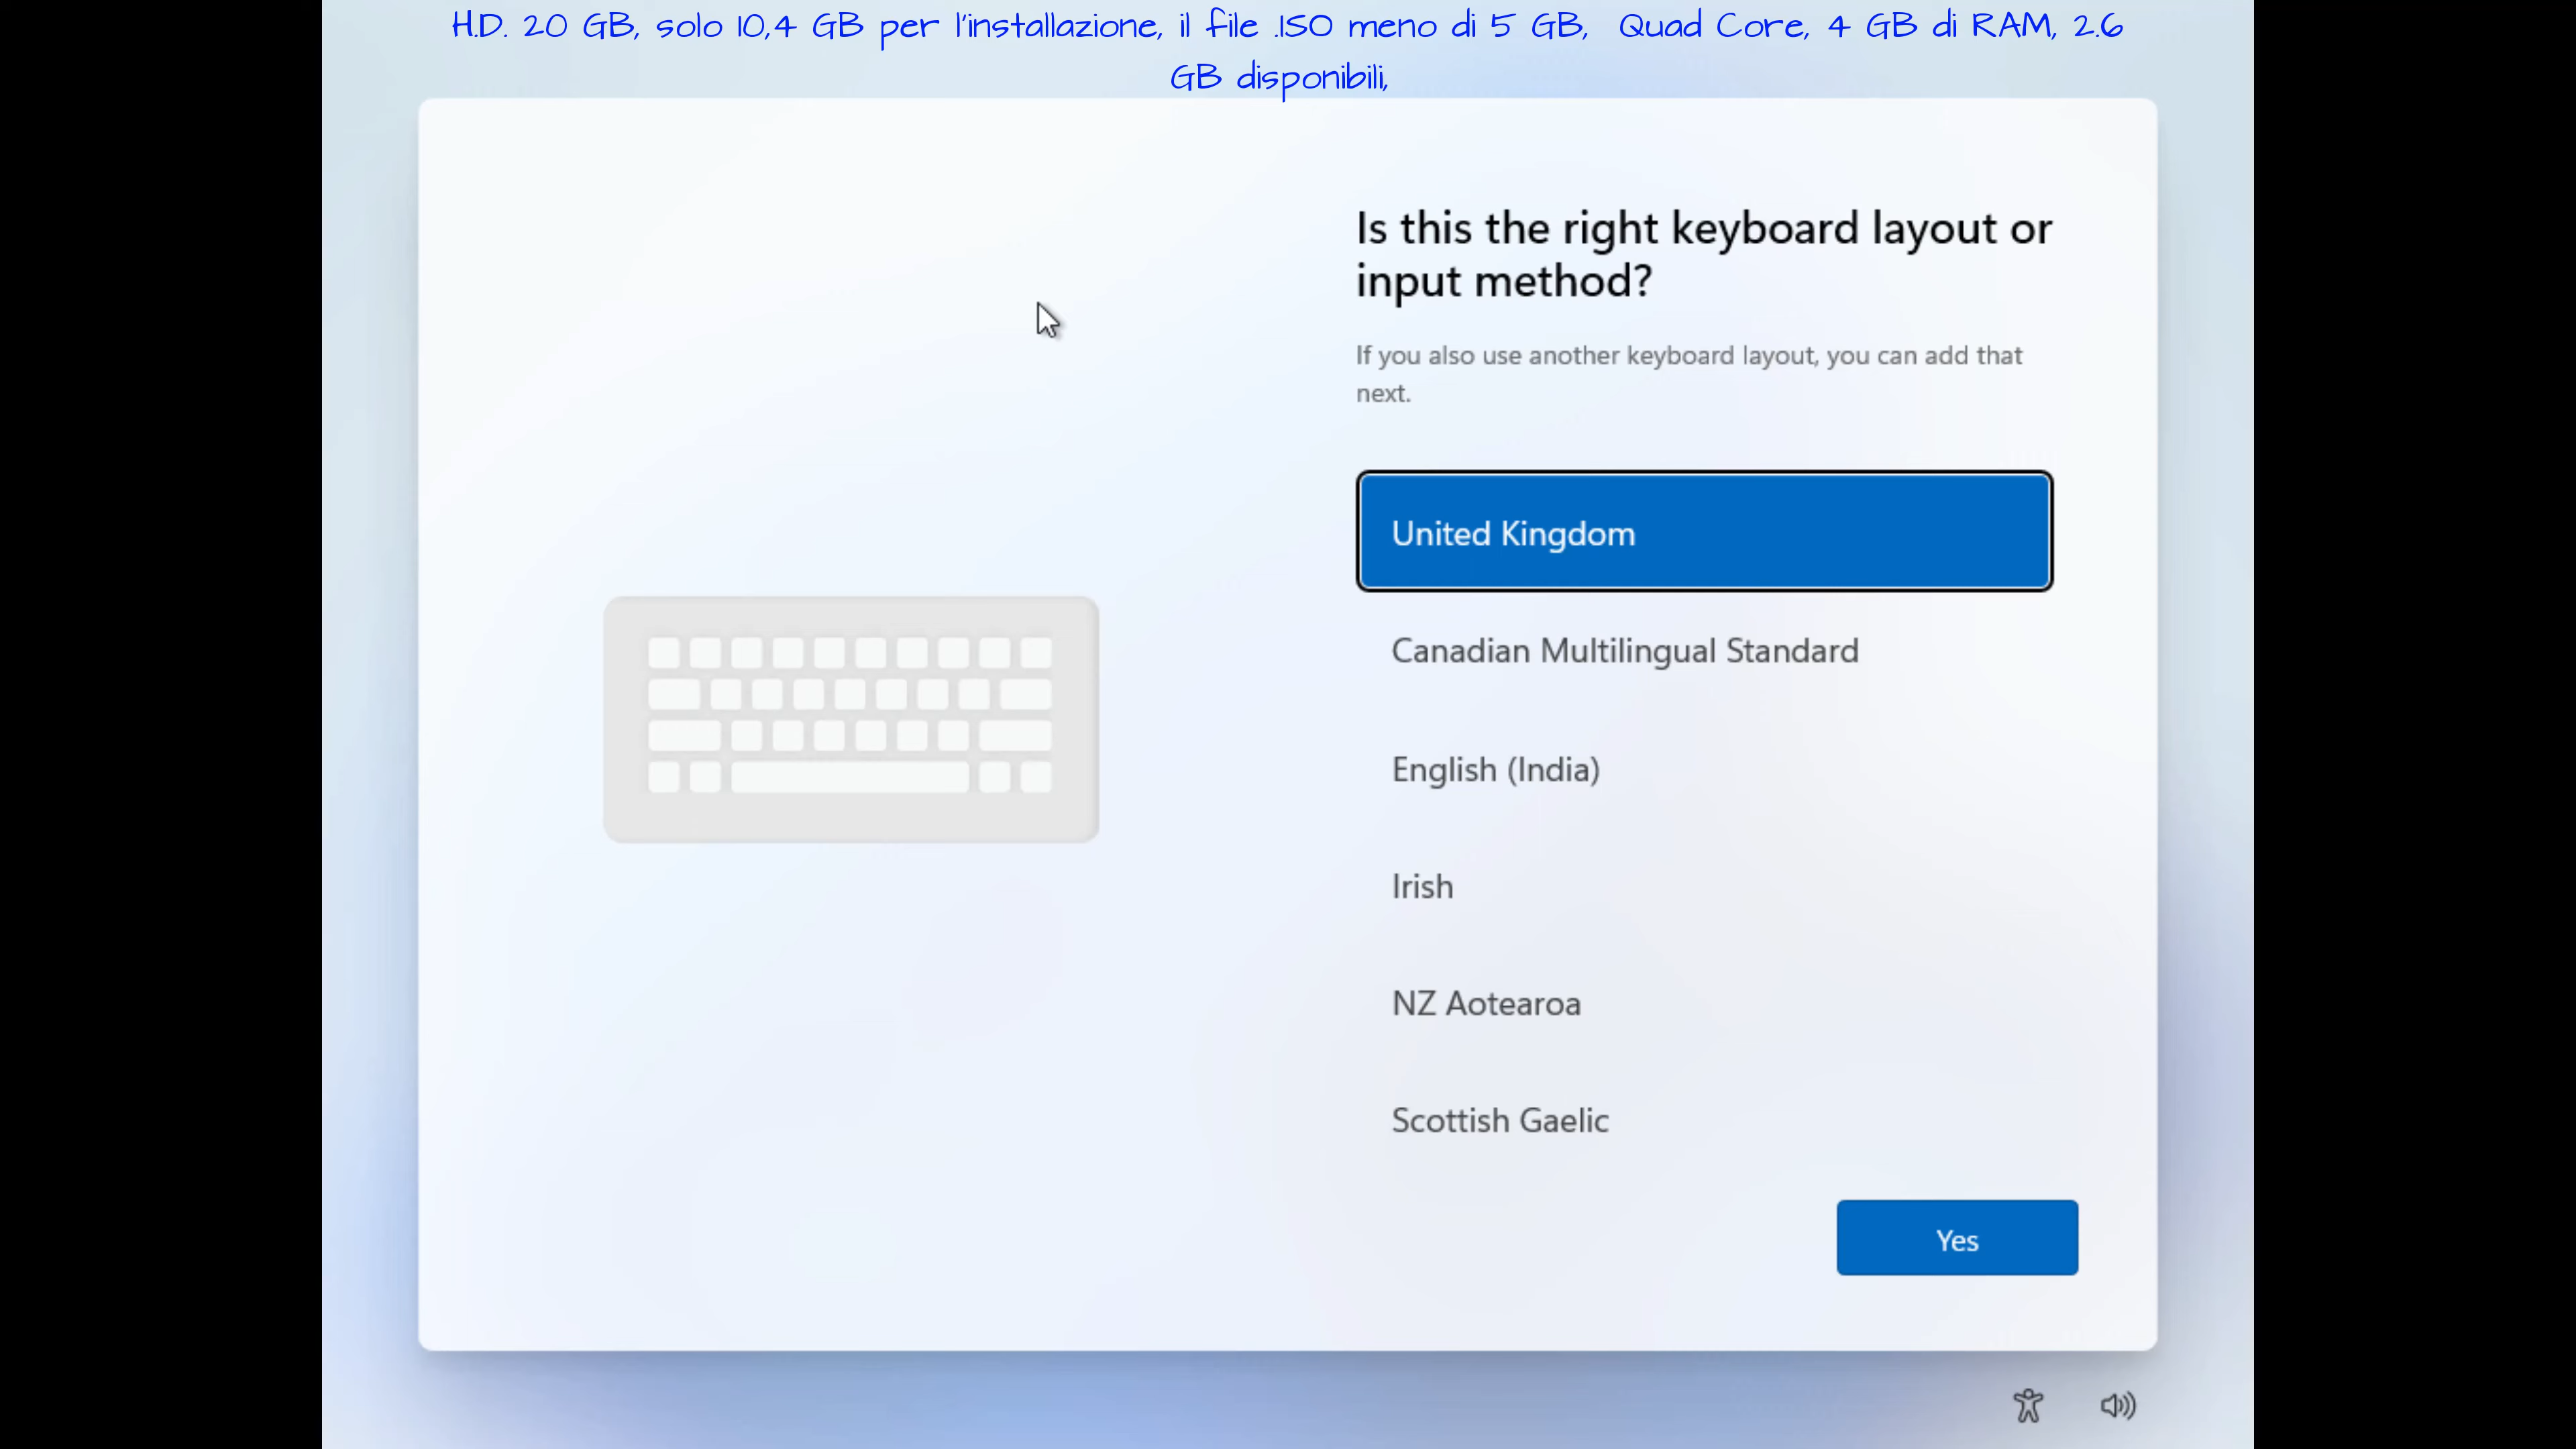 H.D. 20 GB, solo 10,4 GB per l'installazione, il file .ISO meno di 5 GB, Quad Core, 4 GB di RAM, 2.6
GB disponibili,
Is this the right keyboard layout or
input method?
If you also use another keyboard layout, you can add that
next.
United Kingdom
Canadian Multilingual Standard
English (India)
Irish
NZ Aotearoa
Scottish Gaelic
Yes